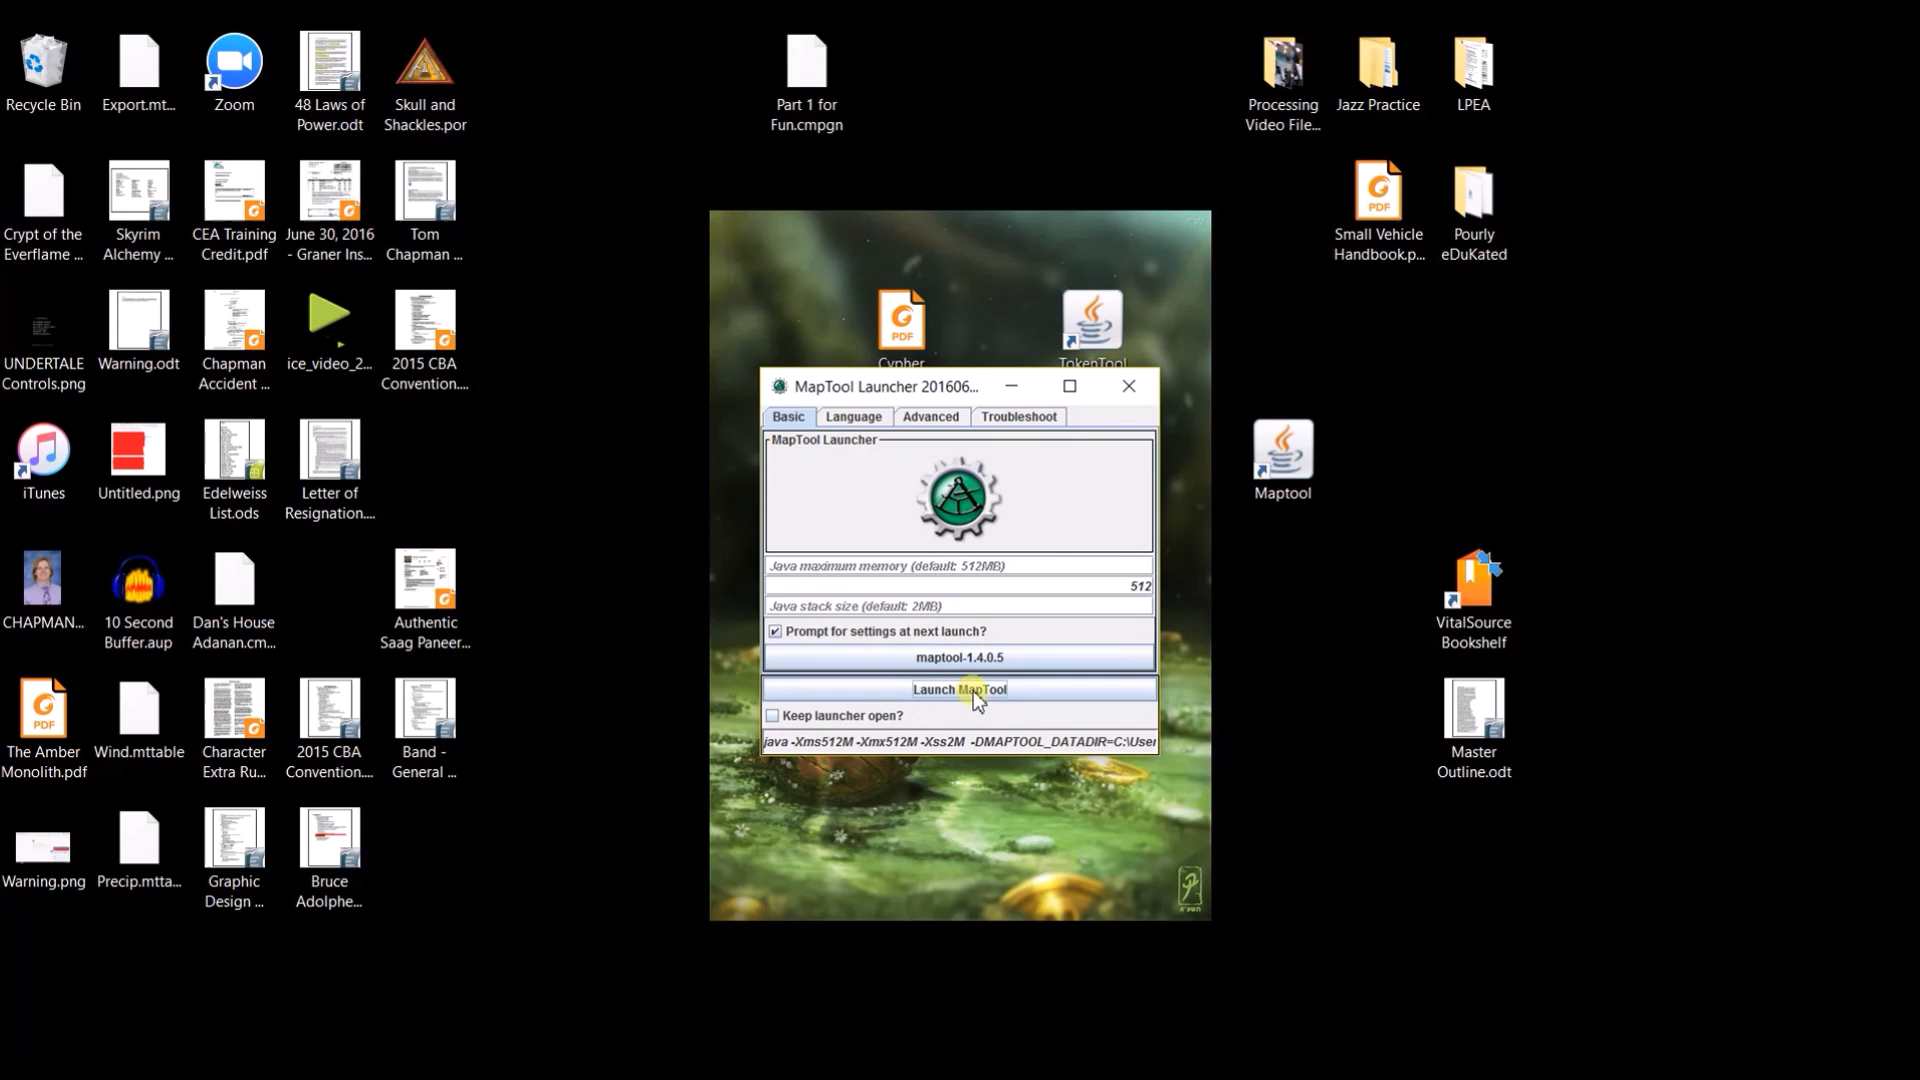 Recycle Bin
Export.mt...
Zoom
48 Laws of
Power.odt
Skull and
Shackles.por
Part 1 for
Fun.cmpgn
Processing
Video File...
Jazz Practice
LPEA
Crypt of the
Everflame ...
Skyrim
Alchemy ...
CEA Training
Credit.pdf
June 30, 2016
- Graner Ins...
Tom
Chapman ...
PDF
Small Vehicle
Handbook.p...
Pourly
eDuKated
UNDERTALE
Controls.png
Warning.odt
Chapman
Accident ...
ice_video_2...
2015 CBA
Convention....
PDF
Cypher
TokenTool
MapTool Launcher 201606...
Basic
Language
Advanced
Troubleshoot
MapTool Launcher
Java maximum memory (default: 512MB)
512
Java stack size (default: 2MB)
Prompt for settings at next launch?
maptool-1.4.0.5
Launch MapTool
Keep launcher open?
java -Xms512M -Xmx512M -Xss2M -DMAPTOOL_DATADIR=C:\User
iTunes
Untitled.png
Edelweiss
List.ods
Letter of
Resignation....
Maptool
CHAPMAN...
10 Second
Buffer.aup
Dan's House
Adanan.cm...
Authentic
Saag Paneer...
VitalSource
Bookshelf
PDF
The Amber
Monolith.pdf
Wind.mttable
Character
Extra Ru...
2015 CBA
Convention....
Band -
General ...
Master
Outline.odt
Warning.png
Precip.mtta...
Graphic
Design ...
Bruce
Adolphe...